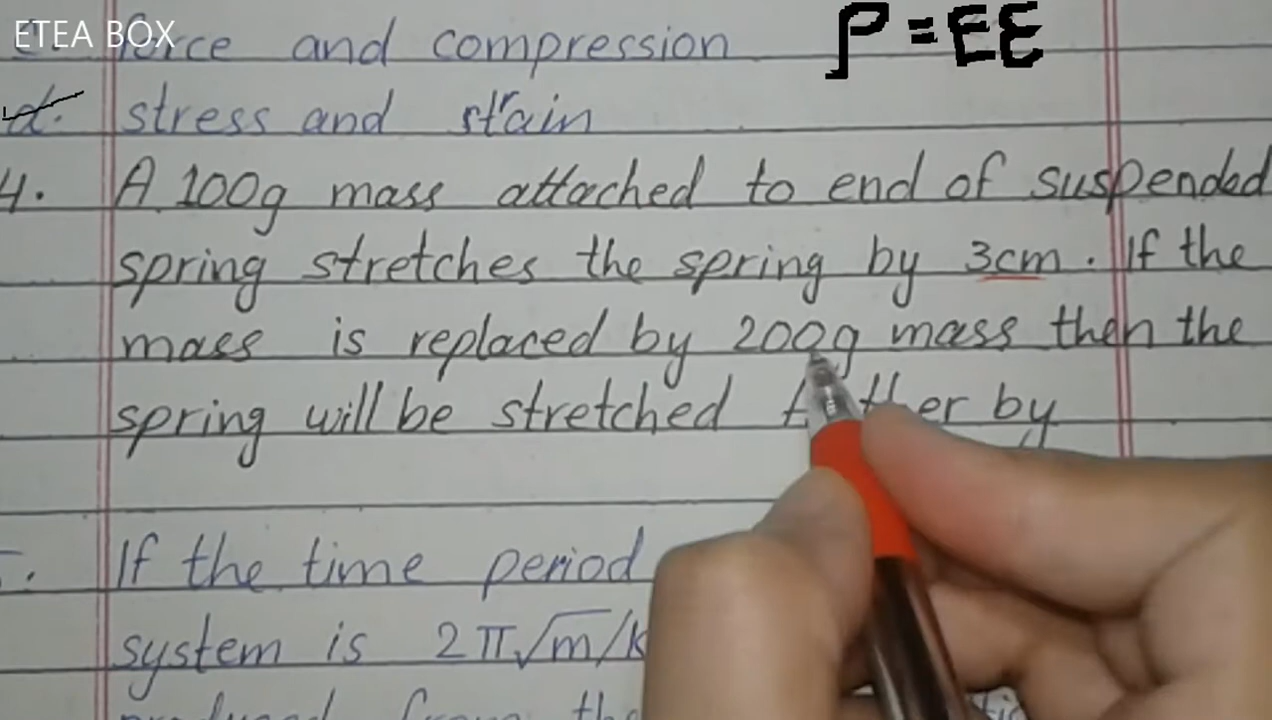 ETEA BOX
force and compression ρ = EE
d. stress and strain
4. A 100g mass attached to end of suspended
spring stretches the spring by 3cm. If the
mass is replaced by 200g mass then the
spring will be stretched by
If the time period
system is 2π√m/k